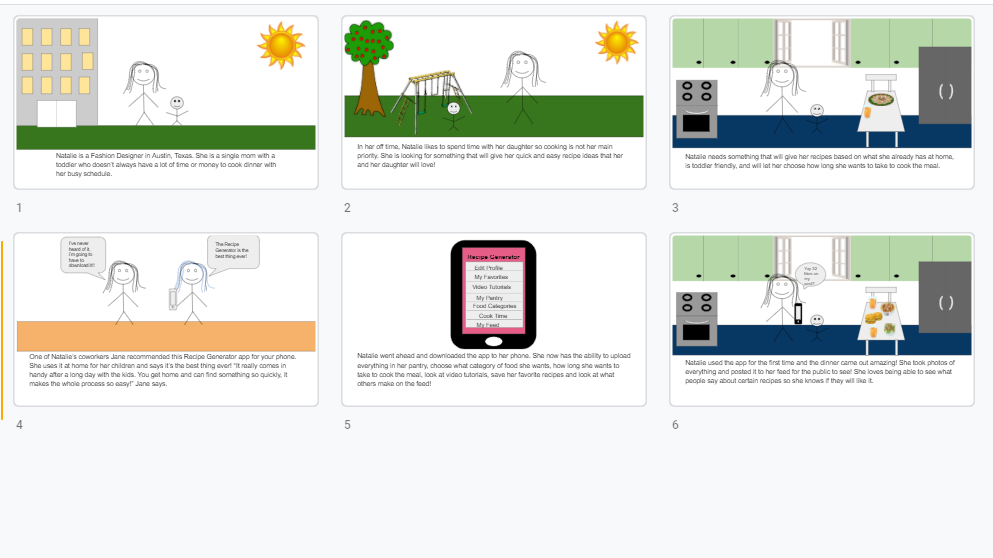 Natalie is a Fashion Designer in Austin, Texas. She is a single mom with a
toddler who doesn't always have a lot of time or money to cook dinner with
her busy schedule.
1
In her off time, Natalie likes to spend time with her daughter so cooking is not her main
priority. She is looking for something that will give her quick and easy recipe ideas that her
and her daughter will love!
2
Natalie needs something that will give her recipes based on what she already has at home,
is toddler friendly, and will let her choose how long she wants to take to cook the meal.
3
I've never
heard of it.
I'm going to
have to
download it!!
The Recipe
Generator is the
best thing ever!
One of Natalie's coworkers Jane recommended this Recipe Generator app for your phone.
She uses it at home for her children and says it's the best thing ever! "It really comes in
handy after a long day with the kids. You get home and can find something so quickly, it
makes the whole process so easy!" Jane says.
4
Recipe Generator
Edit Profile
My Favorites
Video Tutorials
My Pantry
Food Categories
Cook Time
My Feed
Natalie went ahead and downloaded the app to her phone. She now has the ability to upload
everything in her pantry, choose what category of food she wants, how long she wants to
take to cook the meal, look at video tutorials, save her favorite recipes and look at what
others make on the feed!
5
likes on
my
Natalie used the app for the first time and the dinner came out amazing! She took photos of
everything and posted it to her feed for the public to see! She loves being able to see what
people say about certain recipes so she knows if they will like it.
6